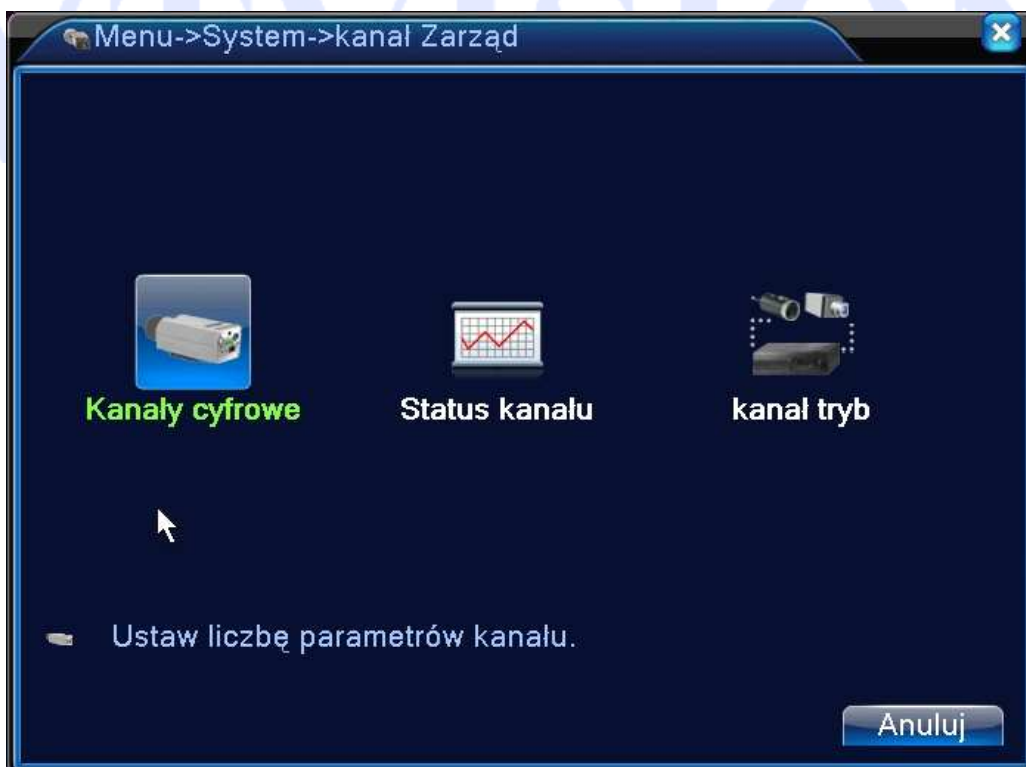 Menu->System->kanał Zarząd
Kanały cyfrowe
Status kanału
kanał tryb
Ustaw liczbę parametrów kanału.
Anuluj